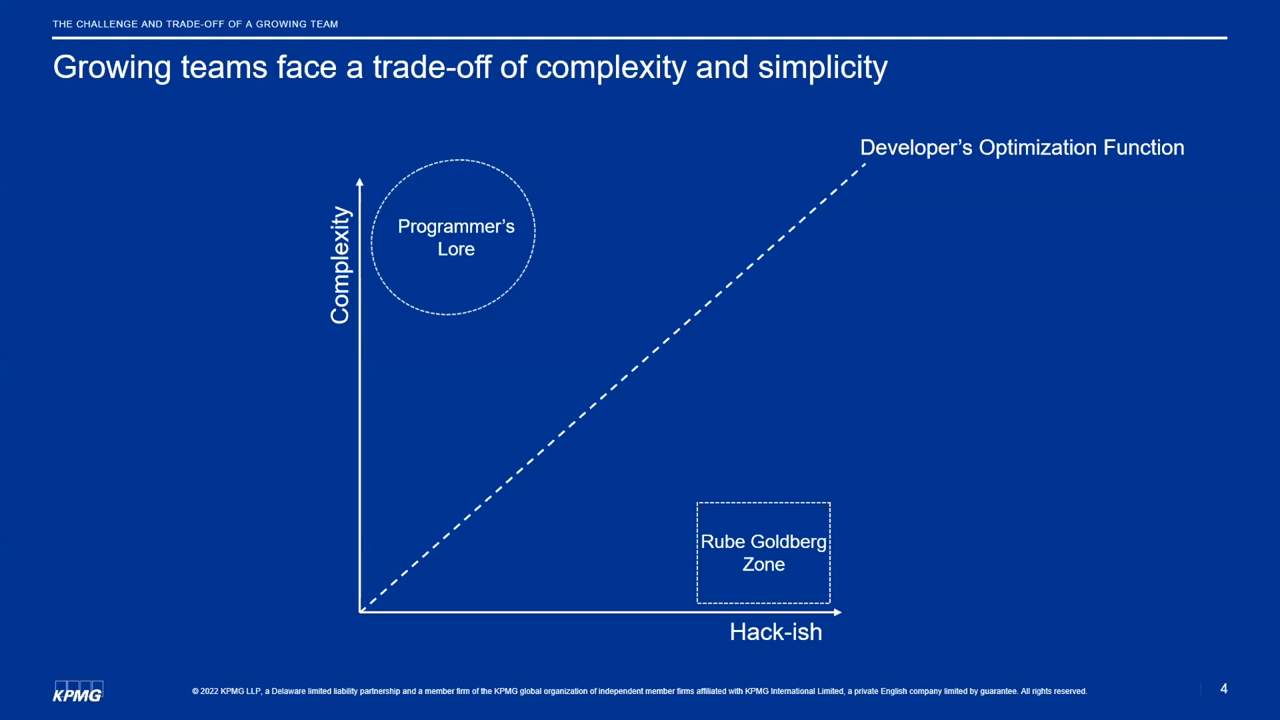 THE CHALLENGE AND TRADE-OFF OF A GROWING TEAM
Growing teams face a trade-off of complexity and simplicity
Developer’s Optimization Function
Programmer’s
Lore
Complexity
Rube Goldberg
Zone
Hack-ish
KPMG
© 2022 KPMG LLP, a Delaware limited liability partnership and a member firm of the KPMG global organization of independent member firms affiliated with KPMG International Limited, a private English company limited by guarantee. All rights reserved.
4